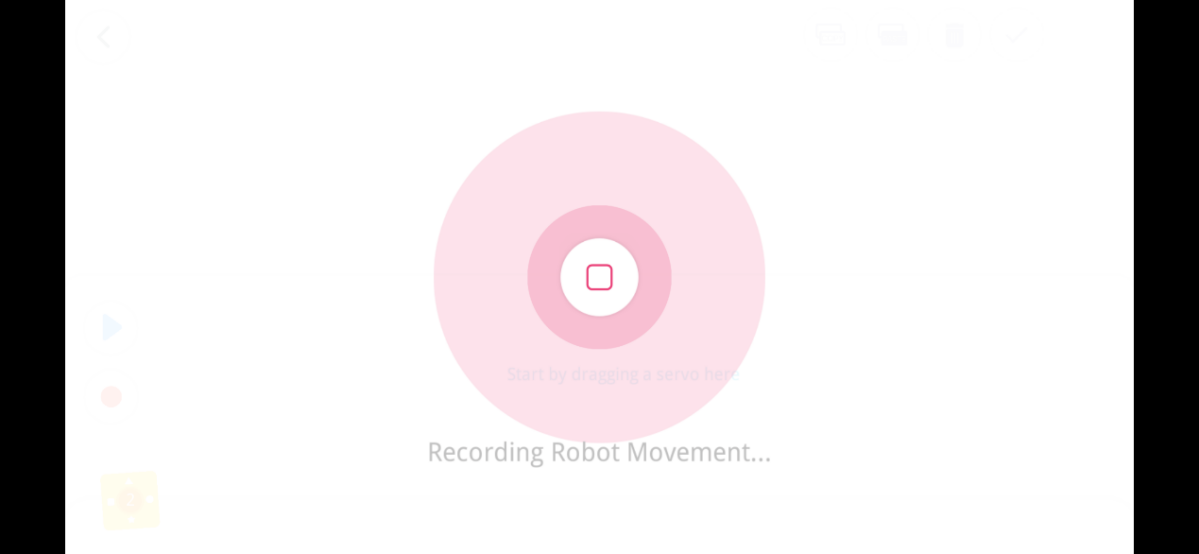 Start by dragging a servo here
Recording Robot Movement...